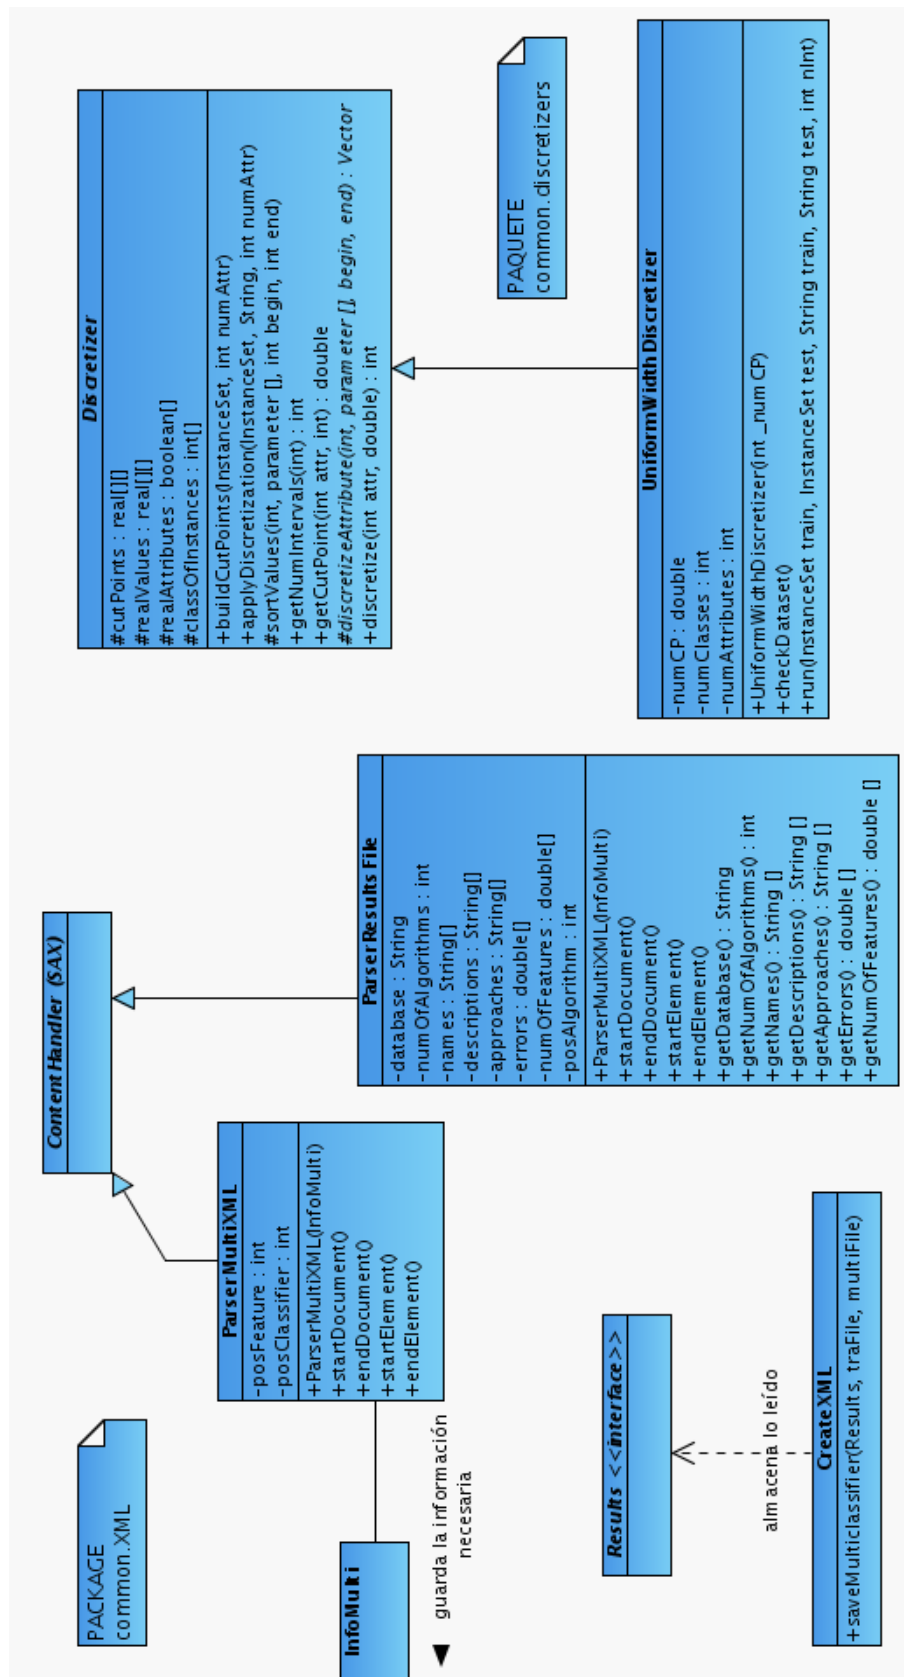 PACKAGE
common.XML
ContentHandler (SAX)
ParserMultiXML
-posFeature : int
-posClassifier : int
+ParserMultiXML(InfoMulti)
+startDocument()
+endDocument()
+startElement()
+endElement()
InfoMulti
guarda la información
necesaria
ParserResults File
-database : String
-numOfAlgorithms : int
-names : String[]
-descriptions : String[]
-approaches : String[]
-errors : double[]
-numOfFeatures : double[]
-posAlgorithm : int
+ParserMultiXML(InfoMulti)
+startDocument()
+endDocument()
+startElement()
+endElement()
+getDatabase() : String
+getNumOfAlgorithms() : int
+getNames() : String []
+getDescriptions() : String []
+getApproaches() : String []
+getErrors() : double []
+getNumOfFeatures() : double []
Results <<interface>>
almacena lo leído
CreateXML
+saveMulticlassifier(Results, traFile, multiFile)
Discretizer
#cutPoints : real[][]
#realValues : real[][]
#realAttributes : boolean[]
#classOfInstances : int[]
+buildCutPoints(InstanceSet, int numAttr)
+applyDiscretization(InstanceSet, String, int numAttr)
#sortValues(int, parameter [], int begin, int end)
+getNumIntervals(int) : int
+getCutPoint(int attr, int) : double
#discretizeAttribute(int, parameter [], begin, end) : Vector
+discretize(int attr, double) : int
PAQUETE
common.discretizers
UniformWidthDiscretizer
-numCP : double
-numClasses : int
-numAttributes : int
+UniformWidthDiscretizer(int _numCP)
+checkDataset()
+run(InstanceSet train, InstanceSet test, String train, String test, int nInt)